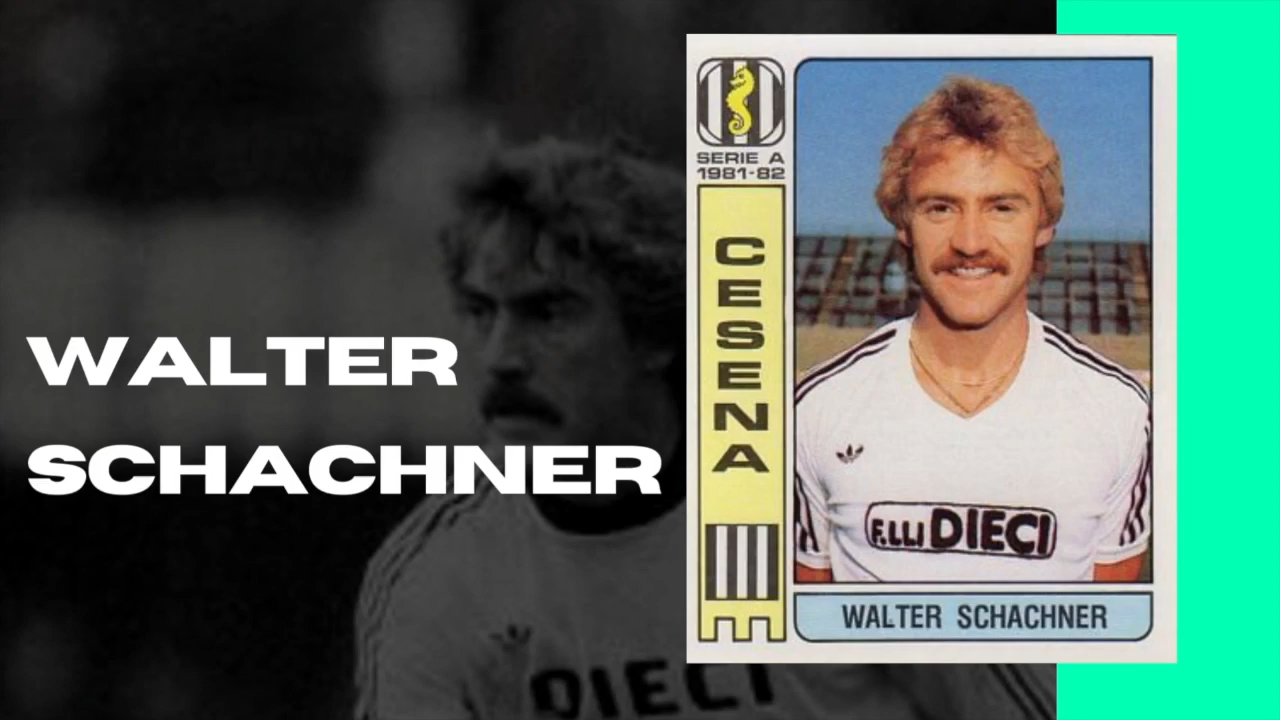 WALTER
SCHACHNER
SERIE A
1981-82
CESENA
F.LLI DIECI
WALTER SCHACHNER
DIECI